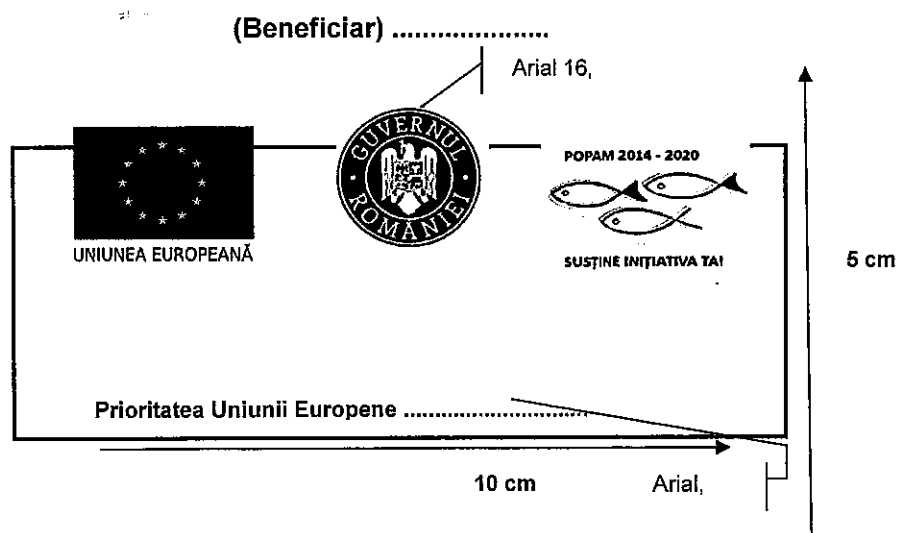 (Beneficiar) ......................
Arial 16,
GUVERNUL ROMÂNIEI
POPAM 2014 - 2020
UNIUNEA EUROPEANĂ
SUSȚINE INIȚIATIVA TA!
5 cm
Prioritatea Uniunii Europene ..............................
10 cm
Arial,